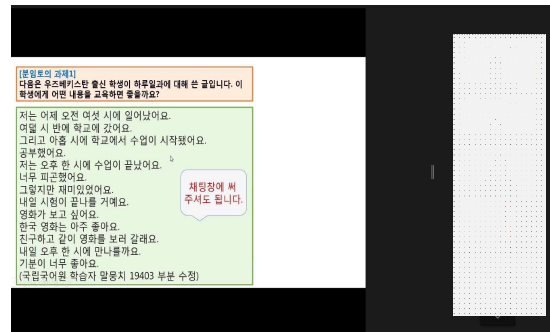 [분임토의 과제1]
다음은 우즈베키스탄 출신 학생이 하루일과에 대해 쓴 글입니다. 이
학생에게 어떤 내용을 교육하면 좋을까요?
저는 어제 오전 여섯 시에 일어났어요.
여덟 시 반에 학교에 갔어요.
그리고 아홉 시에 학교에서 수업이 시작됐어요.
공부했어요.
저는 오후 한 시에 수업이 끝났어요.
너무 피곤했어요.
그렇지만 재미있었어요.
내일 시험이 끝나를 거예요.
영화가 보고 싶어요.
한국 영화는 아주 좋아요.
친구하고 같이 영화를 보러 갈래요.
내일 오후 한 시에 만나를까요.
기분이 너무 좋아요.
(국립국어원 학습자 말뭉치 19403 부분 수정)
채팅창에 써
주셔도 됩니다.